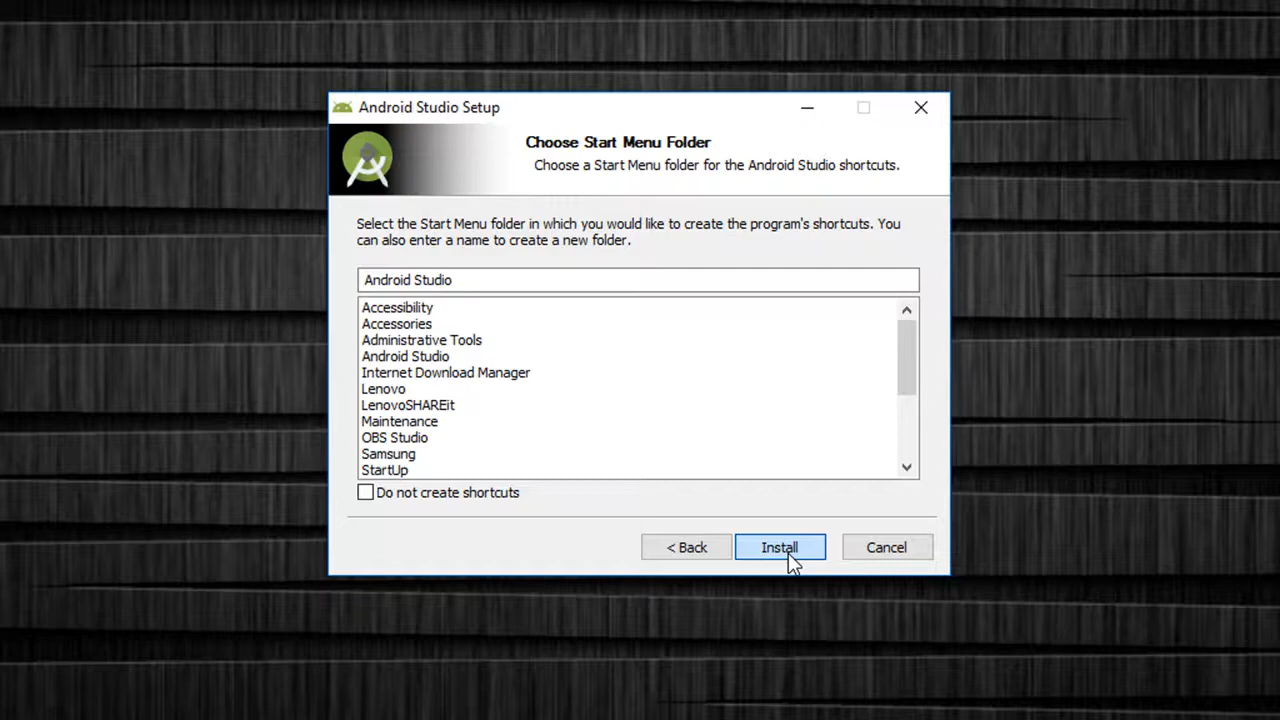 Android Studio Setup
Choose Start Menu Folder
Choose a Start Menu folder for the Android Studio shortcuts.
Select the Start Menu folder in which you would like to create the program's shortcuts. You
can also enter a name to create a new folder.
Android Studio
Accessibility
Accessories
Administrative Tools
Android Studio
Internet Download Manager
Lenovo
LenovoSHAREit
Maintenance
OBS Studio
Samsung
StartUp
Do not create shortcuts
< Back Install Cancel